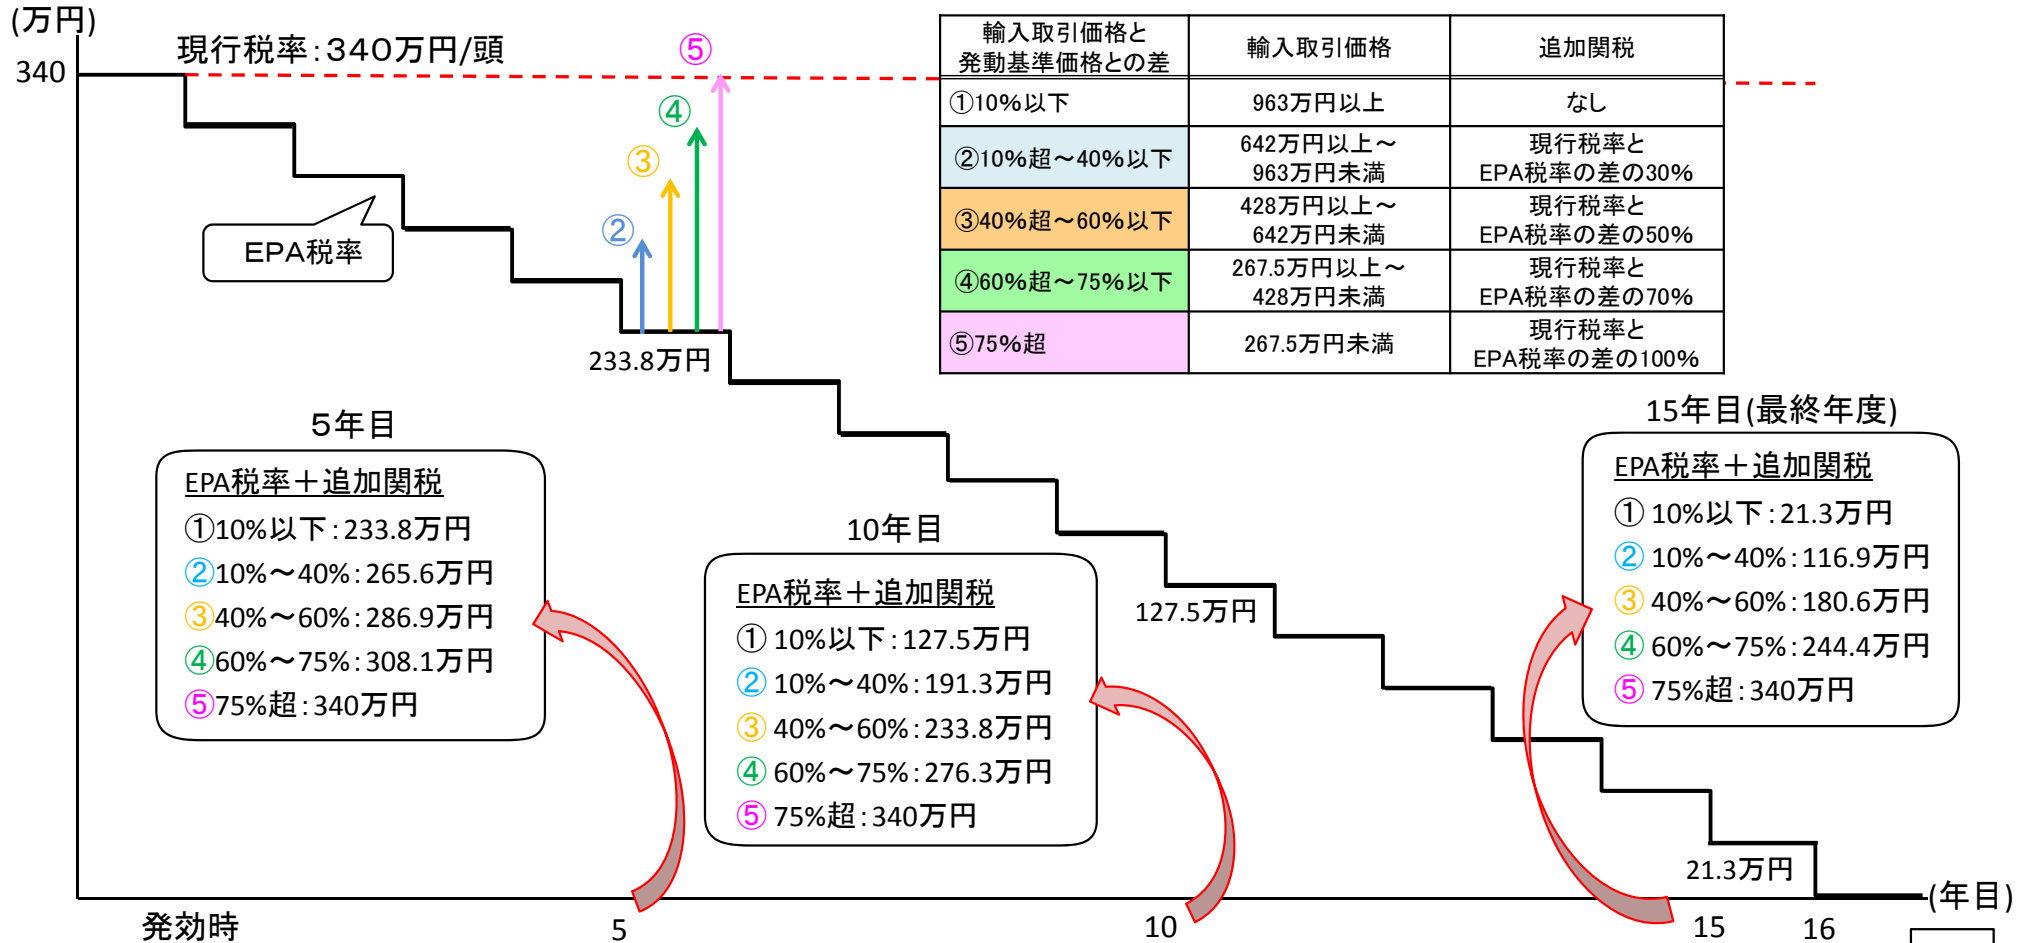 (万円)
340
現行税率：３４０万円/頭
EPA税率
②
③
④
⑤
輸入取引価格と
発動基準価格との差
輸入取引価格
追加関税
①10%以下
963万円以上
なし
②10%超～40%以下
642万円以上～
963万円未満
現行税率と
EPA税率の差の30%
③40%超～60%以下
428万円以上～
642万円未満
現行税率と
EPA税率の差の50%
④60%超～75%以下
267.5万円以上～
428万円未満
現行税率と
EPA税率の差の70%
⑤75%超
267.5万円未満
現行税率と
EPA税率の差の100%
233.8万円
５年目
EPA税率＋追加関税
①10%以下：233.8万円
②10%～40%：265.6万円
③40%～60%：286.9万円
④60%～75%：308.1万円
⑤75%超：340万円
10年目
EPA税率＋追加関税
① 10%以下：127.5万円
② 10%～40%：191.3万円
③ 40%～60%：233.8万円
④ 60%～75%：276.3万円
⑤ 75%超：340万円
127.5万円
15年目(最終年度)
EPA税率＋追加関税
① 10%以下：21.3万円
② 10%～40%：116.9万円
③ 40%～60%：180.6万円
④ 60%～75%：244.4万円
⑤ 75%超：340万円
21.3万円
(年目)
発効時
5
10
15
16